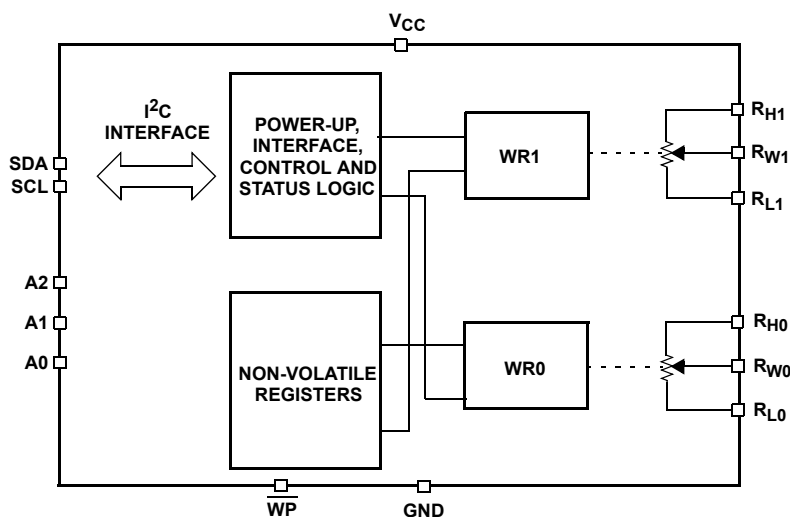 VCC
I2C
INTERFACE
POWER-UP,
INTERFACE,
CONTROL AND
STATUS LOGIC
WR1
RH1
RW1
RL1
SDA
SCL
A2
A1
A0
NON-VOLATILE
REGISTERS
WR0
RH0
RW0
RL0
WP
GND